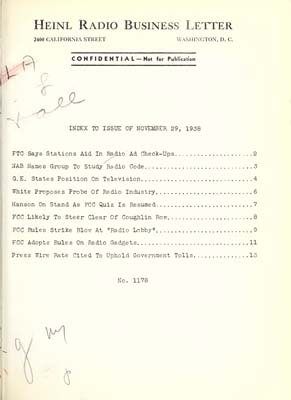 HEINL RADIO BUSINESS LETTER
2400 CALIFORNIA STREET WASHINGTON, D. C.
CONFIDENTIAL—Not for Publication
INDEX TO ISSUE OF NOVEMBER 29, 1938
FTC Says Stations Aid In Radio Ad Check-Ups....................2
NAB Names Group To Study Radio Code............................3
G.E. States Position On Television.............................4
White Proposes Probe Of Radio Industry.........................6
Hanson On Stand As FCC Quiz Is Resumed.........................7
FCC Likely To Steer Clear Of Coughlin Row......................8
FCC Rules Strike Blow At "Radio Lobby".........................9
FCC Adopts Rules On Radio Gadgets.............................11
Press Wire Rate Cited To Uphold Government Tolls..............13
No. 1178